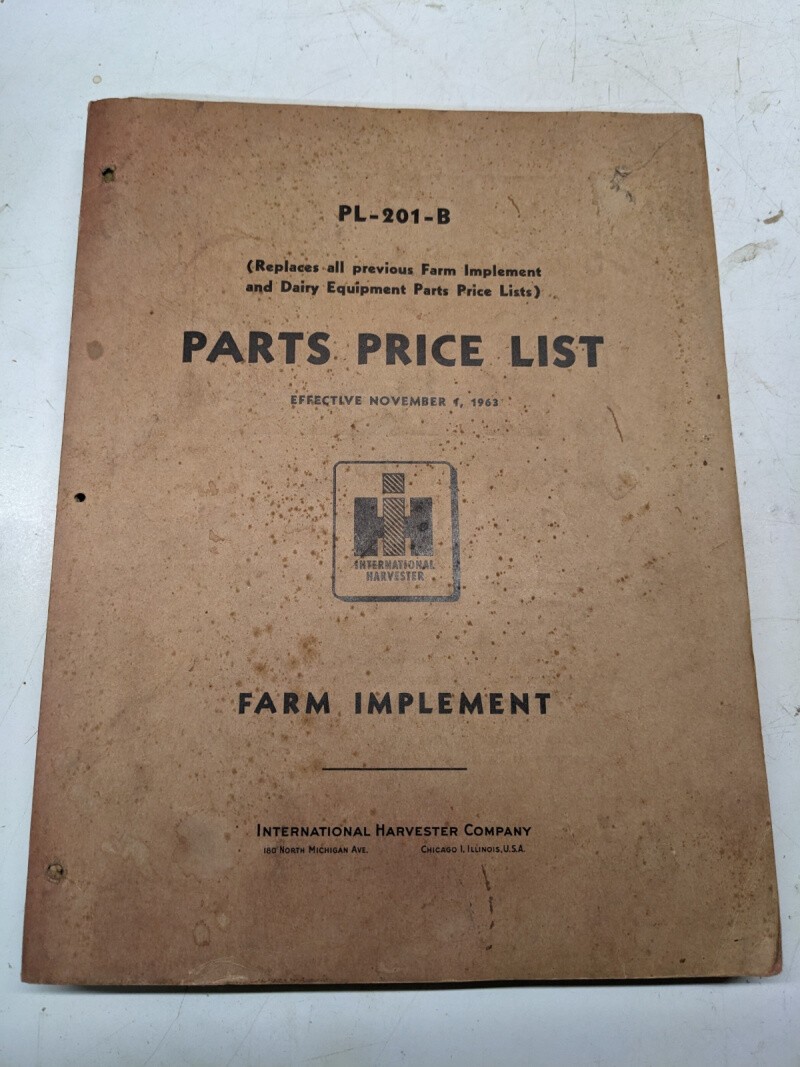 PL-201-B
(Replaces all previous Farm Implement
and Dairy Equipment Parts Price Lists)
PARTS PRICE LIST
EFFECTIVE NOVEMBER 1, 1963
IH
INTERNATIONAL
HARVESTER
FARM IMPLEMENT
INTERNATIONAL HARVESTER COMPANY
180 NORTH MICHIGAN AVE. CHICAGO 1, ILLINOIS, U.S.A.